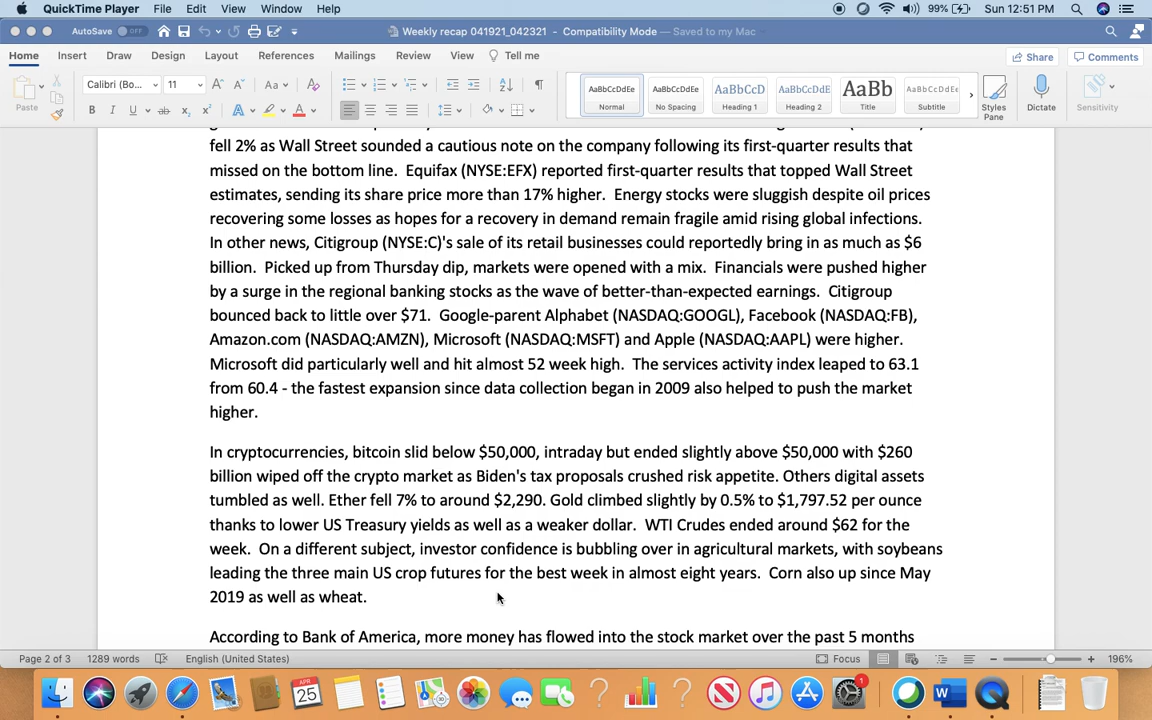 QuickTime Player File Edit View Window Help 99% Sun 12:51 PM
AutoSave OFF Weekly recap 041921_042321 - Compatibility Mode — Saved to my Mac
Home Insert Draw Design Layout References Mailings Review View Tell me Share Comments
Paste Calibri (Bo... 11 A A Aa A
B I U ab x2 x2 A A
AaBbCcDdEe Normal
AaBbCcDdEe No Spacing
AaBbCcD Heading 1
AaBbCcDdE Heading 2
AaBb Title
AaBbCcDdEe Subtitle
Styles Pane
Dictate
Sensitivity
fell 2% as Wall Street sounded a cautious note on the company following its first-quarter results that
missed on the bottom line. Equifax (NYSE:EFX) reported first-quarter results that topped Wall Street
estimates, sending its share price more than 17% higher. Energy stocks were sluggish despite oil prices
recovering some losses as hopes for a recovery in demand remain fragile amid rising global infections.
In other news, Citigroup (NYSE:C)'s sale of its retail businesses could reportedly bring in as much as $6
billion. Picked up from Thursday dip, markets were opened with a mix. Financials were pushed higher
by a surge in the regional banking stocks as the wave of better-than-expected earnings. Citigroup
bounced back to little over $71. Google-parent Alphabet (NASDAQ:GOOGL), Facebook (NASDAQ:FB),
Amazon.com (NASDAQ:AMZN), Microsoft (NASDAQ:MSFT) and Apple (NASDAQ:AAPL) were higher.
Microsoft did particularly well and hit almost 52 week high. The services activity index leaped to 63.1
from 60.4 - the fastest expansion since data collection began in 2009 also helped to push the market
higher.
In cryptocurrencies, bitcoin slid below $50,000, intraday but ended slightly above $50,000 with $260
billion wiped off the crypto market as Biden's tax proposals crushed risk appetite. Others digital assets
tumbled as well. Ether fell 7% to around $2,290. Gold climbed slightly by 0.5% to $1,797.52 per ounce
thanks to lower US Treasury yields as well as a weaker dollar. WTI Crudes ended around $62 for the
week. On a different subject, investor confidence is bubbling over in agricultural markets, with soybeans
leading the three main US crop futures for the best week in almost eight years. Corn also up since May
2019 as well as wheat.
According to Bank of America, more money has flowed into the stock market over the past 5 months
Page 2 of 3 1289 words English (United States) Focus 196%
APR 25
1
W